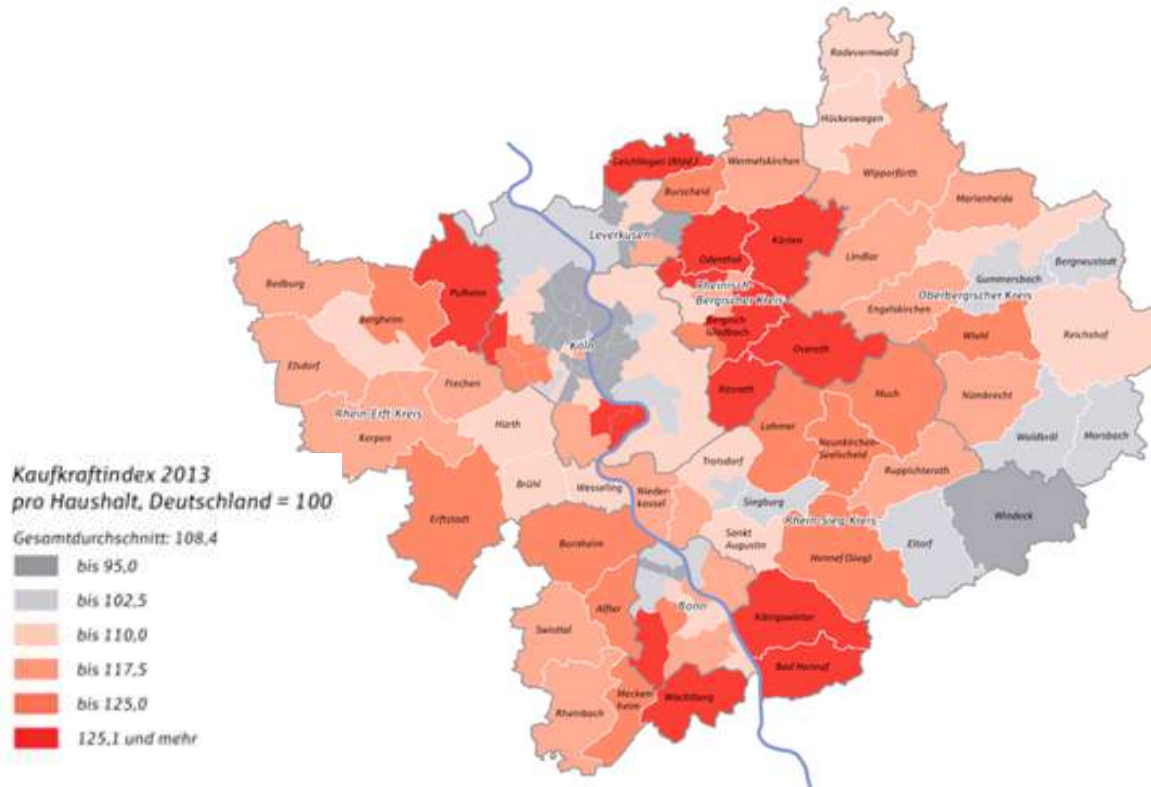 Radevormwald
Hückeswagen
Leichlingen (Rhld.)
Wermelskirchen
Burscheid
Wipperfürth
Marienheide
Leverkusen
Odenthal
Kürten
Lindlar
Gummersbach
Bergneustadt
Bedburg
Pulheim
Bergheim
Rheinisch-
Bergischer Kreis
Oberbergischer Kreis
Engelskirchen
Bergisch
Gladbach
Reichshof
Wiehl
Köln
Overath
Elsdorf
Frechen
Rösrath
Much
Nümbrecht
Rhein-Erft-Kreis
Hürth
Lohmar
Kerpen
Neunkirchen-
Seelscheid
Waldbröl
Morsbach
Troisdorf
Ruppichteroth
Brühl
Wesseling
Nieder-
kassel
Siegburg
Windeck
Erftstadt
Rhein-Sieg-Kreis
Sankt
Augustin
Eitorf
Bornheim
Hennef (Sieg)
Alfter
Bonn
Königswinter
Swisttal
Bad Honnef
Mecken-
heim
Wachtberg
Rheinbach
Kaufkraftindex 2013
pro Haushalt, Deutschland = 100
Gesamtdurchschnitt: 108,4
bis 95,0
bis 102,5
bis 110,0
bis 117,5
bis 125,0
125,1 und mehr